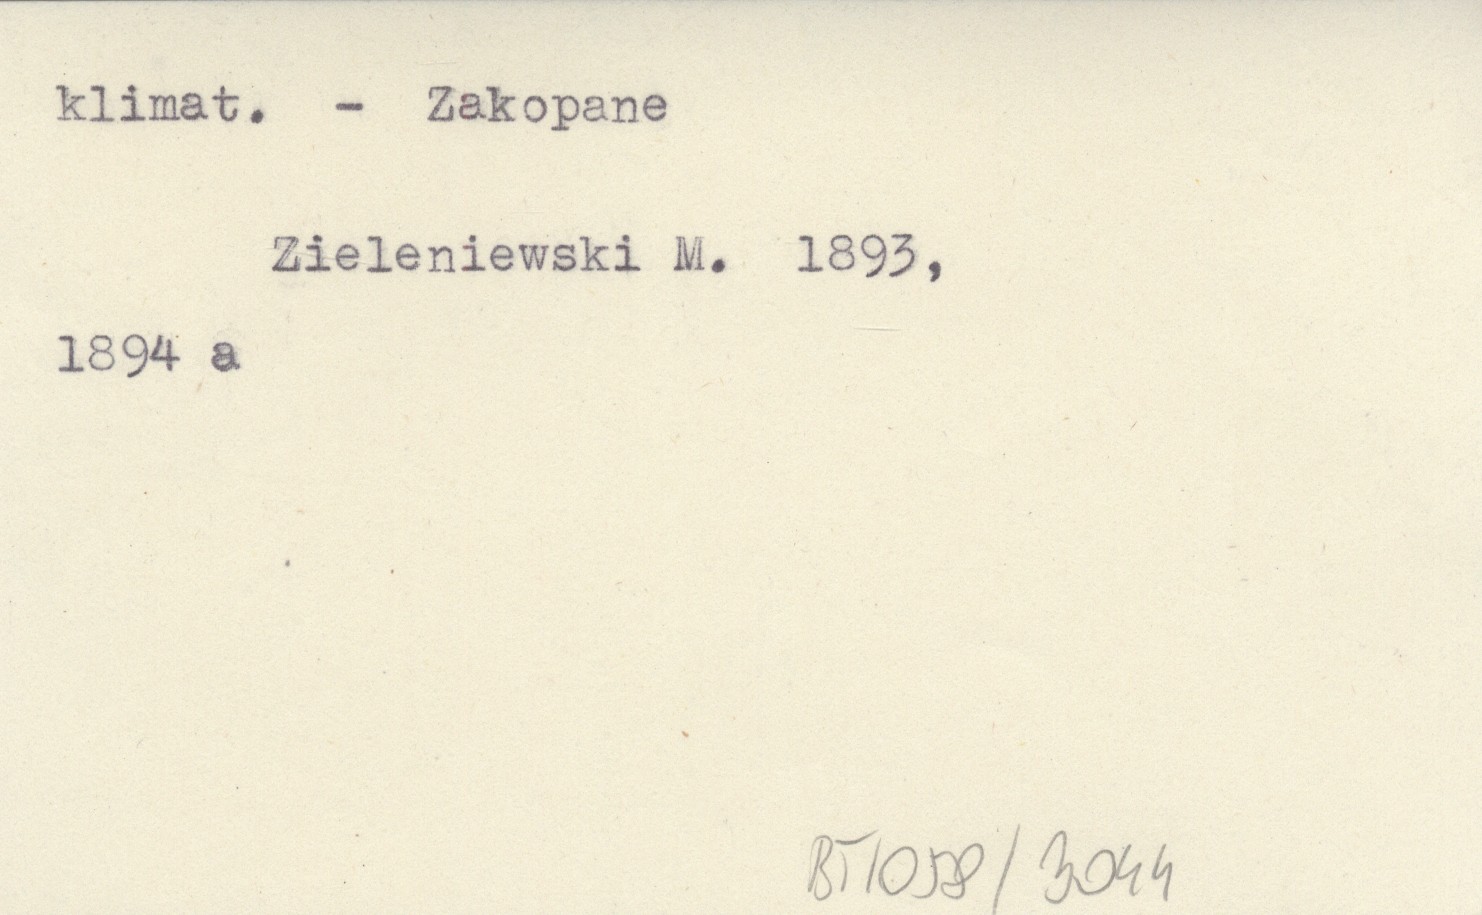 klimat. - Zakopane
Zieleniewski M. 1893,
1894 a
BT1058/3044